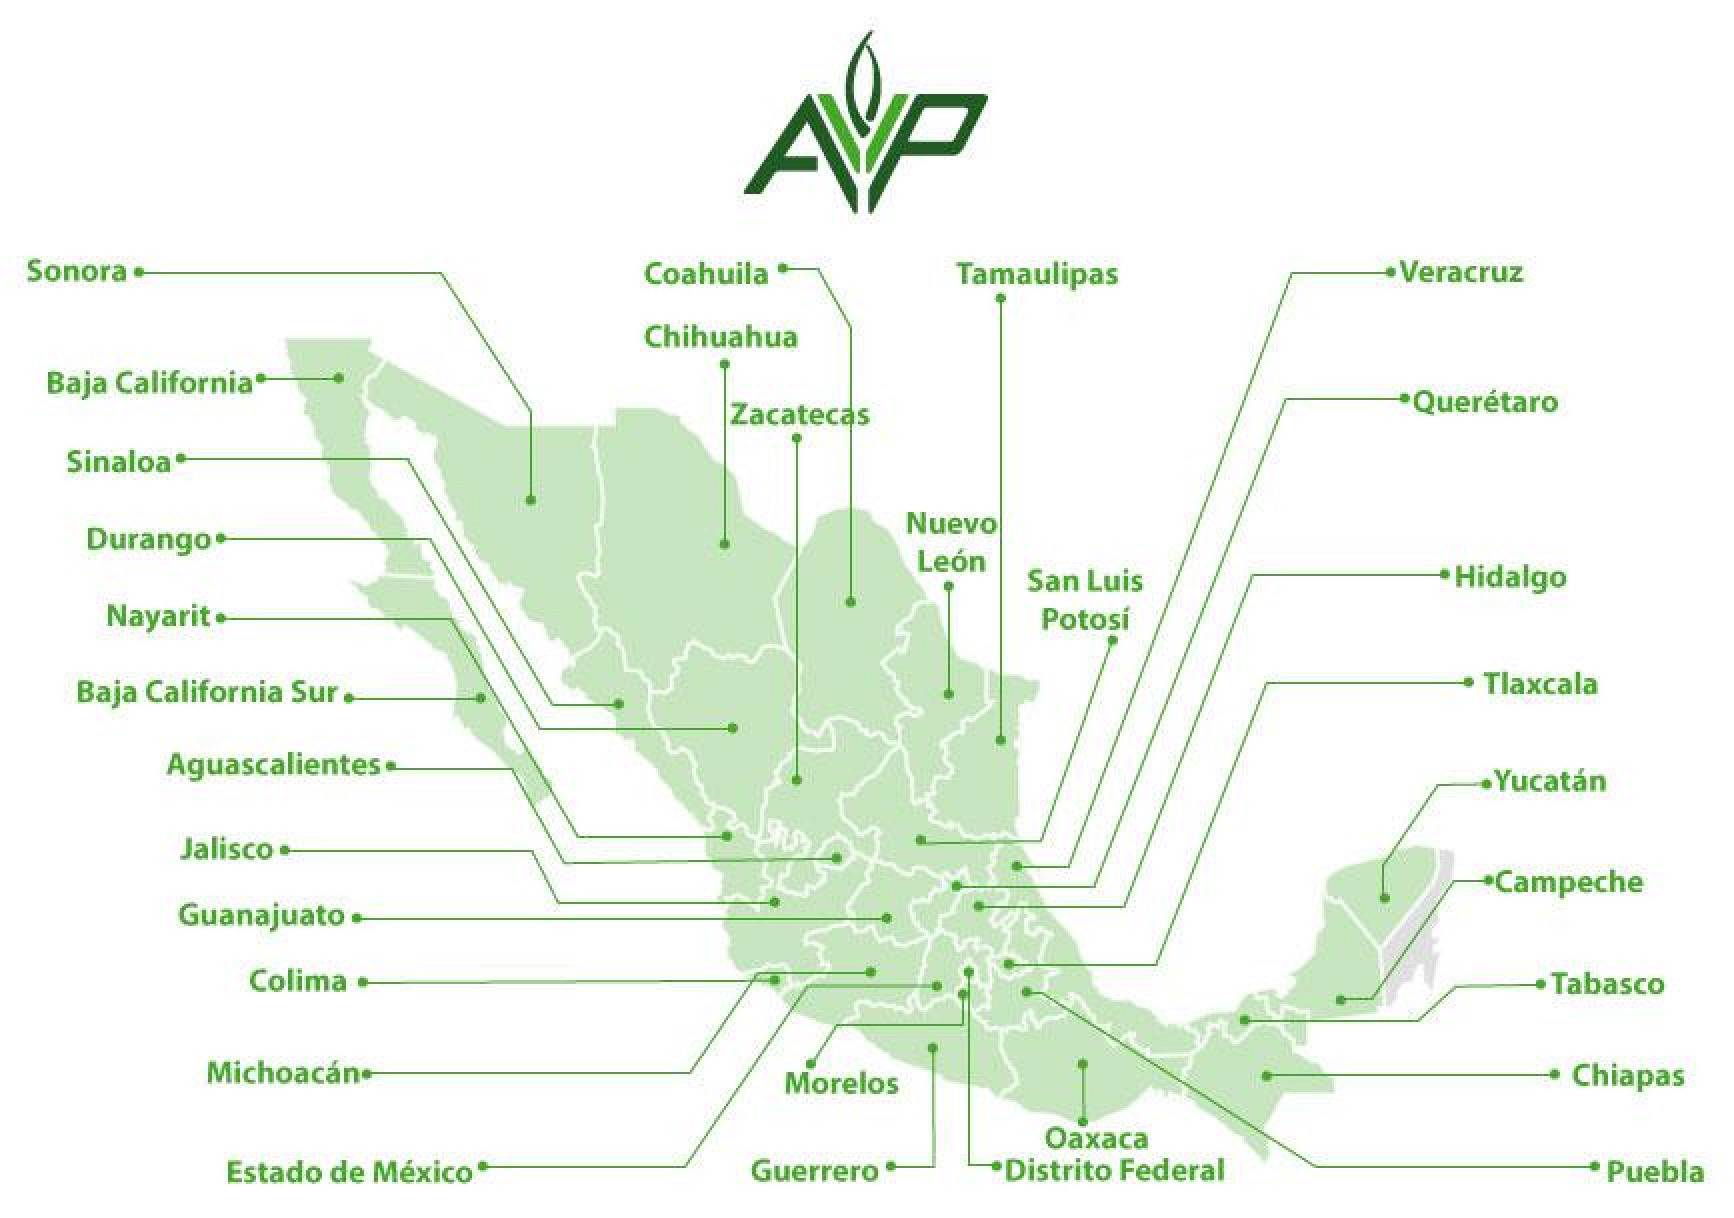 AVP
Sonora
Coahuila
Tamaulipas
Veracruz
Chihuahua
Baja California
Zacatecas
Querétaro
Sinaloa
Nuevo
León
Durango
San Luis
Potosí
Hidalgo
Nayarit
Baja California Sur
Tlaxcala
Aguascalientes
Yucatán
Jalisco
Campeche
Guanajuato
Colima
Tabasco
Michoacán
Morelos
Chiapas
Oaxaca
Estado de México
Guerrero
Distrito Federal
Puebla